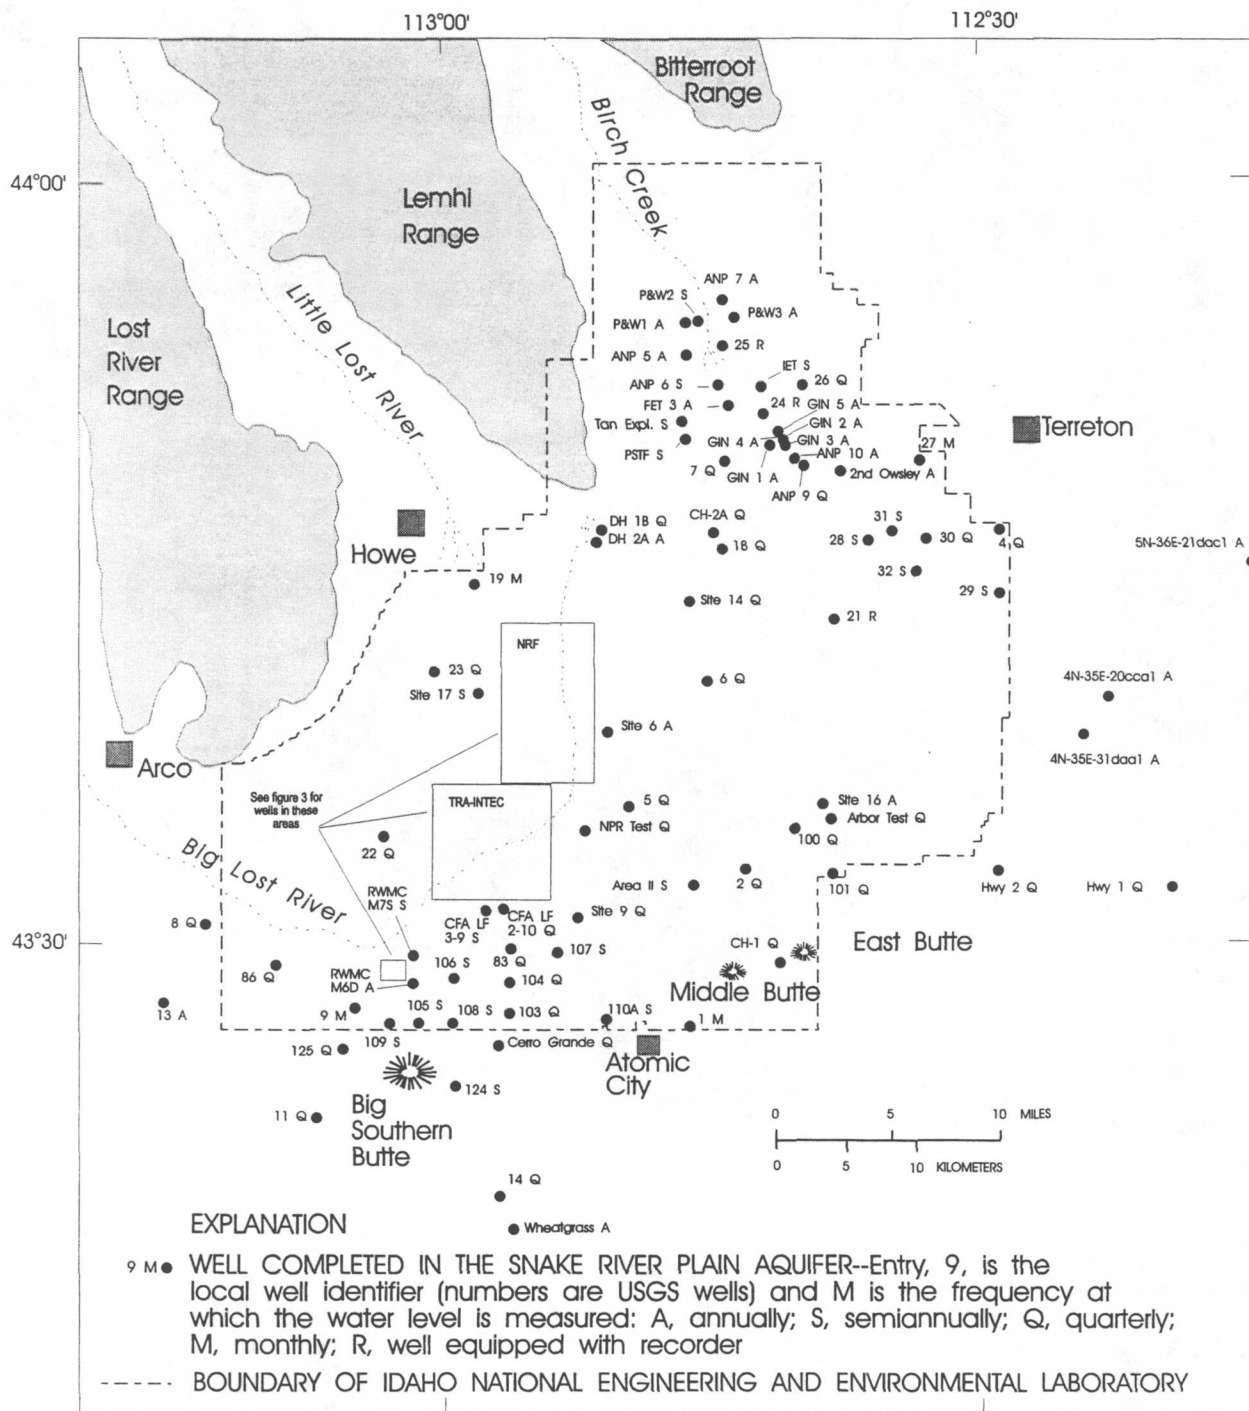 113°00'
112°30'
Bitterroot
Range
Birch Creek
44°00'
Lemhi
Range
Little Lost River
Lost
River
Range
ANP 7 A
P&W2 S
P&W3 A
P&W1 A
25 R
ANP 5 A
IET S
ANP 6 S
26 Q
FET 3 A
24 R
GIN 5 A
Tan Expl. S
GIN 2 A
GIN 4 A
GIN 3 A
27 M
Terreton
PSTF S
ANP 10 A
7 Q
GIN 1 A
2nd Owsley A
ANP 9 Q
DH 1B Q
CH-2A Q
31 S
Howe
DH 2A A
1B Q
28 S
30 Q
4 Q
5N-36E-21dac1 A
19 M
32 S
29 S
Site 14 Q
21 R
NRF
23 Q
6 Q
4N-35E-20cca1 A
Site 17 S
Site 6 A
Arco
4N-35E-31daa1 A
See figure 3 for
wells in these
areas
TRA-INTEC
5 Q
Site 16 A
NPR Test Q
Arbor Test Q
22 Q
100 Q
Big Lost River
RWMC
M7S S
Area II S
2 Q
101 Q
Hwy 2 Q
Hwy 1 Q
8 Q
CFA LF
3-9 S
CFA LF
2-10 Q
Site 9 Q
43°30'
CH-1 Q
East Butte
107 S
83 Q
86 Q
RWMC
M6D A
106 S
104 Q
Middle Butte
13 A
9 M
105 S
108 S
103 Q
110A S
1 M
125 Q
109 S
Cerro Grande Q
Atomic
City
124 S
Big
Southern
Butte
11 Q
0 5 10 MILES
0 5 10 KILOMETERS
14 Q
Wheatgrass A
EXPLANATION
9 M WELL COMPLETED IN THE SNAKE RIVER PLAIN AQUIFER--Entry, 9, is the
local well identifier (numbers are USGS wells) and M is the frequency at
which the water level is measured: A, annually; S, semiannually; Q, quarterly;
M, monthly; R, well equipped with recorder
BOUNDARY OF IDAHO NATIONAL ENGINEERING AND ENVIRONMENTAL LABORATORY